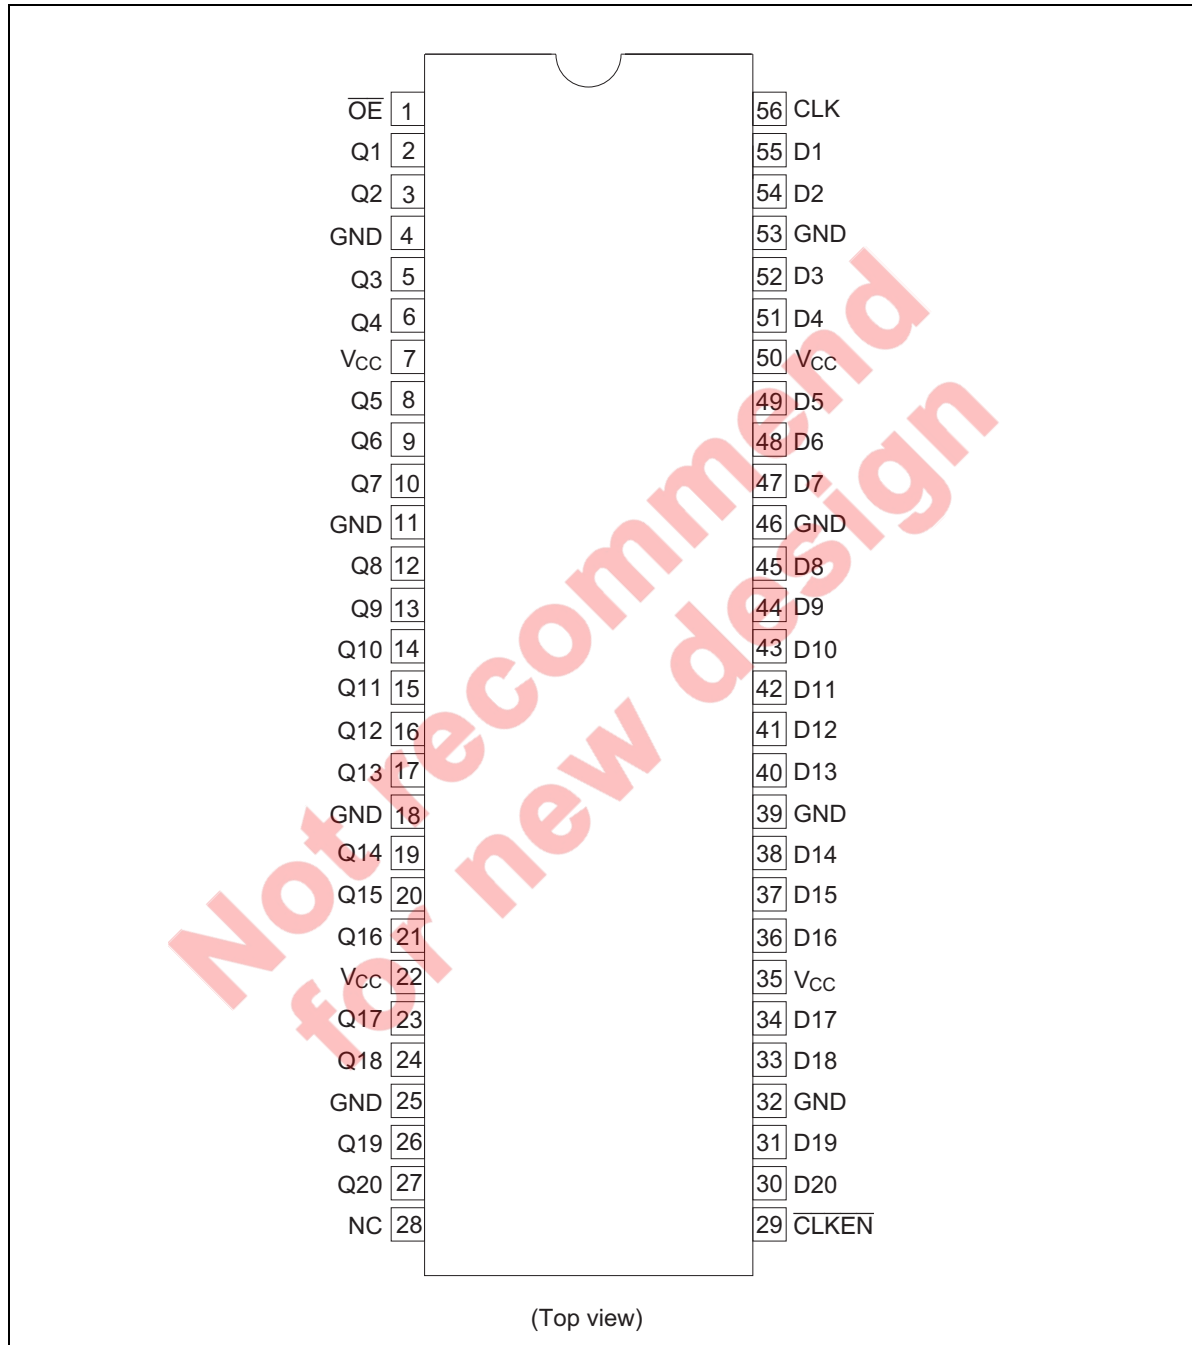 OE 1 56 CLK
Q1 2 55 D1
Q2 3 54 D2
GND 4 53 GND
Q3 5 52 D3
Q4 6 51 D4
VCC 7 50 VCC
Q5 8 49 D5
Q6 9 48 D6
Q7 10 47 D7
GND 11 46 GND
Q8 12 45 D8
Q9 13 44 D9
Q10 14 43 D10
Q11 15 42 D11
Q12 16 41 D12
Q13 17 40 D13
GND 18 39 GND
Q14 19 38 D14
Q15 20 37 D15
Q16 21 36 D16
VCC 22 35 VCC
Q17 23 34 D17
Q18 24 33 D18
GND 25 32 GND
Q19 26 31 D19
Q20 27 30 D20
NC 28 29 CLKEN
(Top view)
Not recommend
for new design